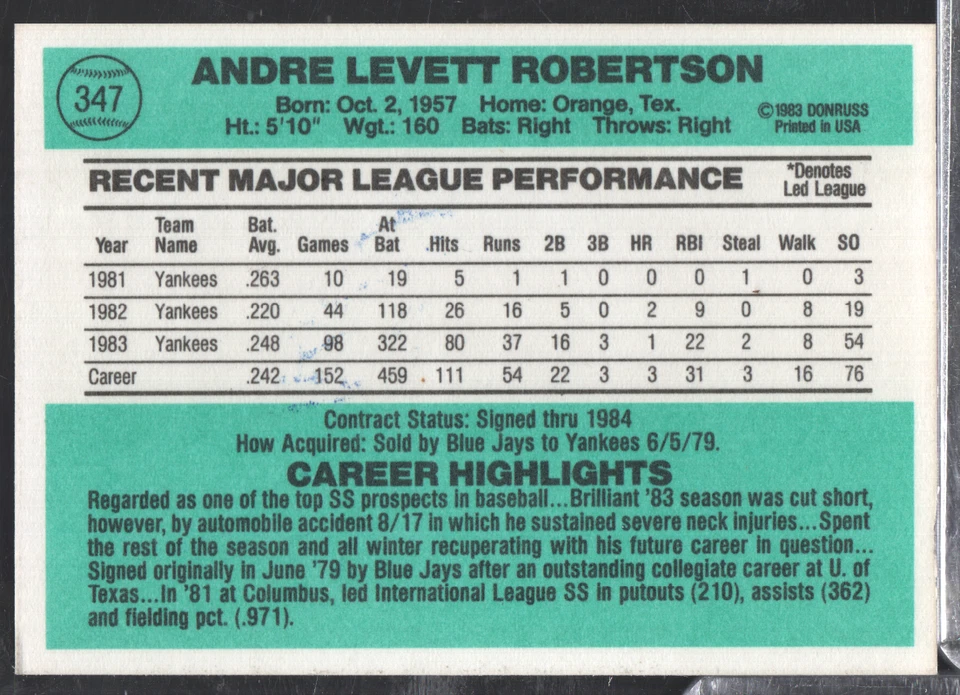 347
ANDRE LEVETT ROBERTSON
Born: Oct. 2, 1957 Home: Orange, Tex.
Ht.: 5'10" Wgt.: 160 Bats: Right Throws: Right
©1983 DONRUSS
Printed in USA
RECENT MAJOR LEAGUE PERFORMANCE
*Denotes
Led League
Year Team Name Bat. Avg. Games At Bat Hits Runs 2B 3B HR RBI Steal Walk SO
1981 Yankees .263 10 19 5 1 1 0 0 0 1 0 3
1982 Yankees .220 44 118 26 16 5 0 2 9 0 8 19
1983 Yankees .248 98 322 80 37 16 3 1 22 2 8 54
Career .242 152 459 111 54 22 3 3 31 3 16 76
Contract Status: Signed thru 1984
How Acquired: Sold by Blue Jays to Yankees 6/5/79.
CAREER HIGHLIGHTS
Regarded as one of the top SS prospects in baseball...Brilliant '83 season was cut short,
however, by automobile accident 8/17 in which he sustained severe neck injuries...Spent
the rest of the season and all winter recuperating with his future career in question...
Signed originally in June '79 by Blue Jays after an outstanding collegiate career at U. of
Texas...In '81 at Columbus, led International League SS in putouts (210), assists (362)
and fielding pct. (.971).